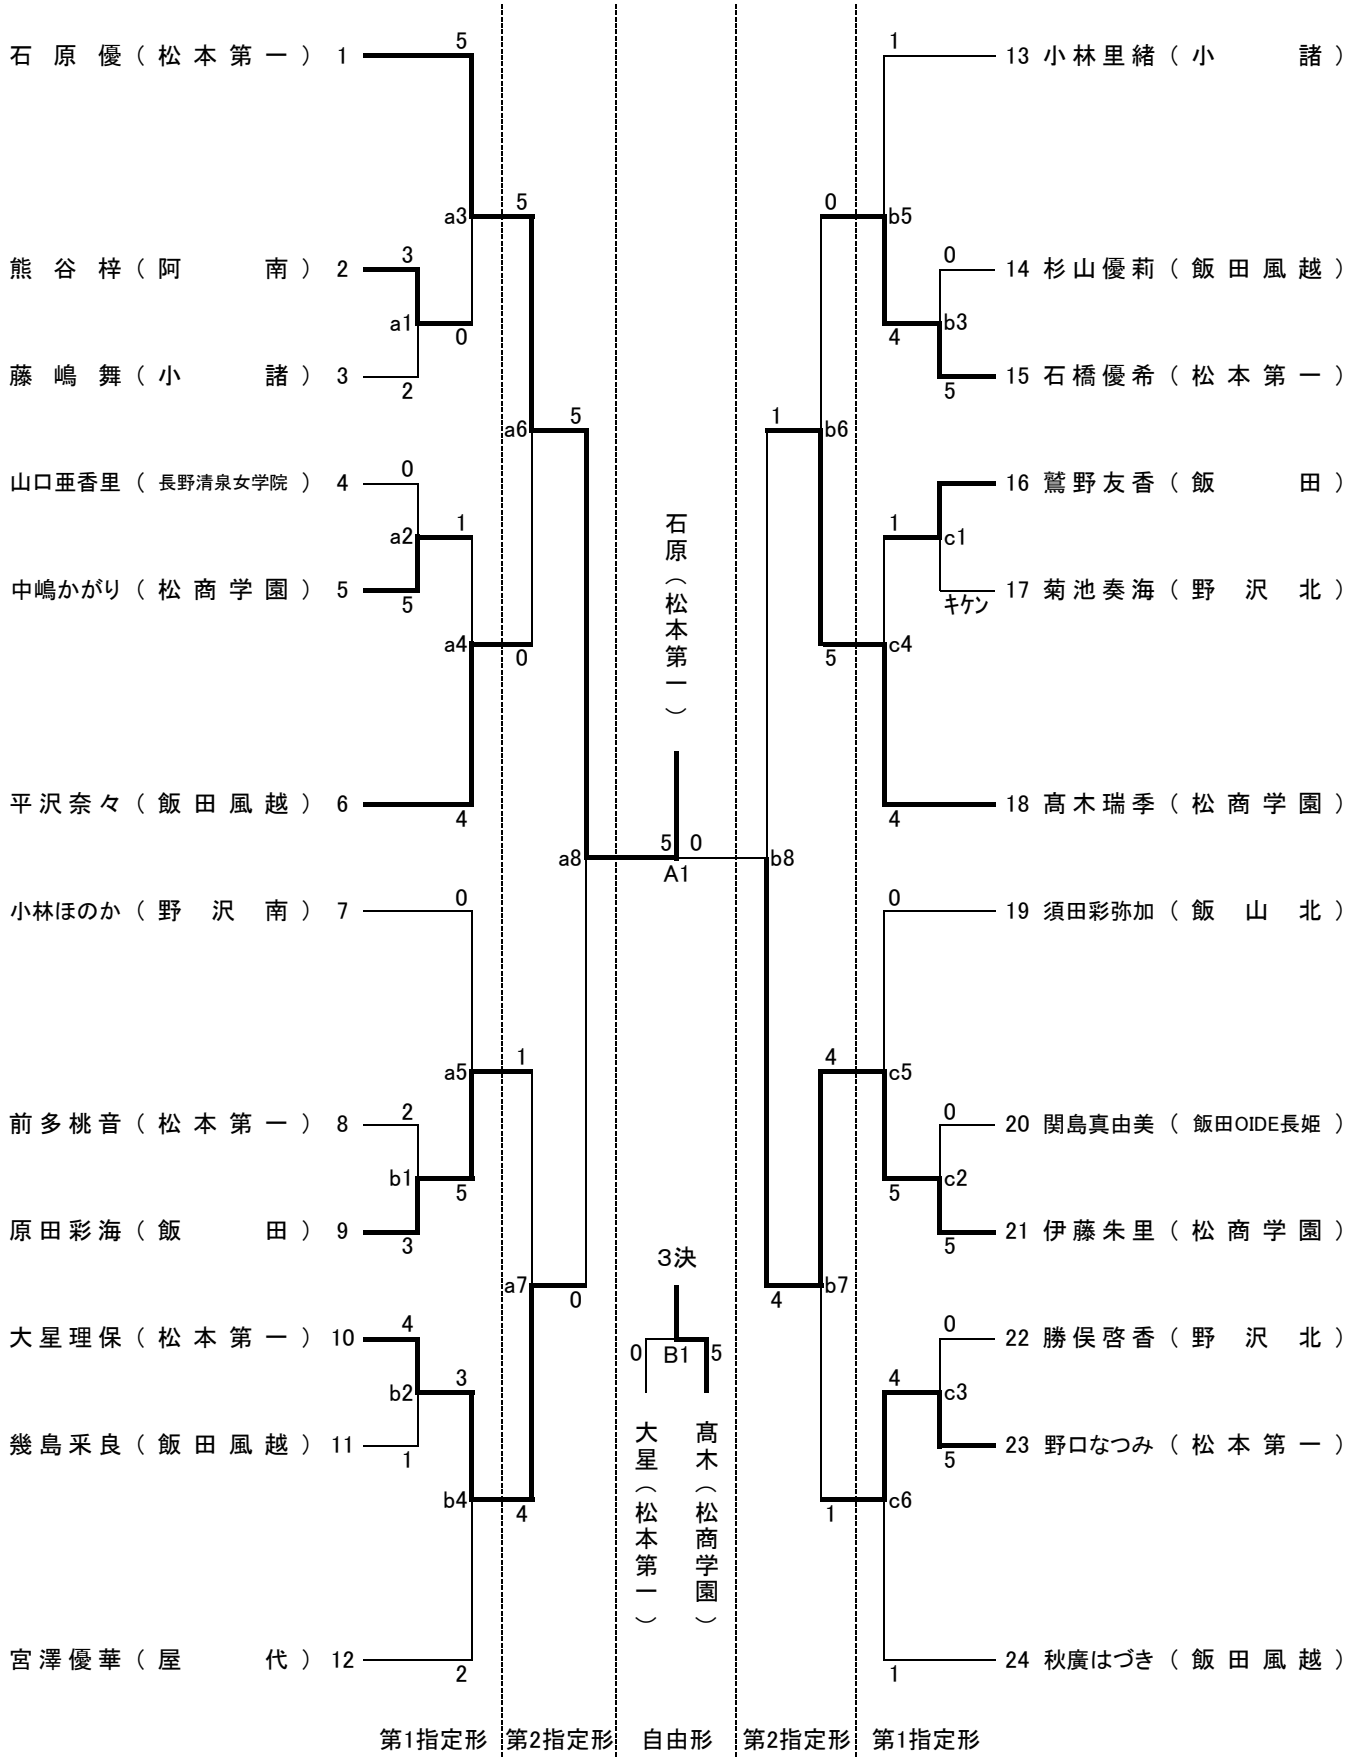 石原優（松本第一） 1
5
熊谷梓（阿南） 2
3
a3
5
a1
0
藤嶋舞（小諸） 3
2
a6
5
山口亜香里（長野清泉女学院） 4
0
a2
1
中嶋かがり（松商学園） 5
5
a4
0
平沢奈々（飯田風越） 6
4
a8
小林ほのか（野沢南） 7
0
a5
1
前多桃音（松本第一） 8
2
b1
5
原田彩海（飯田） 9
3
a7
0
大星理保（松本第一） 10
4
b2
3
幾島采良（飯田風越） 11
1
b4
4
宮澤優華（屋代） 12
2
石原（松本第一）
5 0
A1
3決
0 B1 5
大星（松本第一）
髙木（松商学園）
1
13 小林里緒（小諸）
0
b5
0
14 杉山優莉（飯田風越）
4
b3
15 石橋優希（松本第一）
5
1
b6
16 鷲野友香（飯田）
1
c1
17 菊池奏海（野沢北）
キケン
5
c4
18 髙木瑞季（松商学園）
4
b8
0
19 須田彩弥加（飯山北）
4
c5
0
20 関島真由美（飯田OIDE長姫）
5
c2
21 伊藤朱里（松商学園）
5
4
b7
0
22 勝俣啓香（野沢北）
4
c3
23 野口なつみ（松本第一）
5
1
c6
24 秋廣はづき（飯田風越）
1
第1指定形 第2指定形 自由形 第2指定形 第1指定形